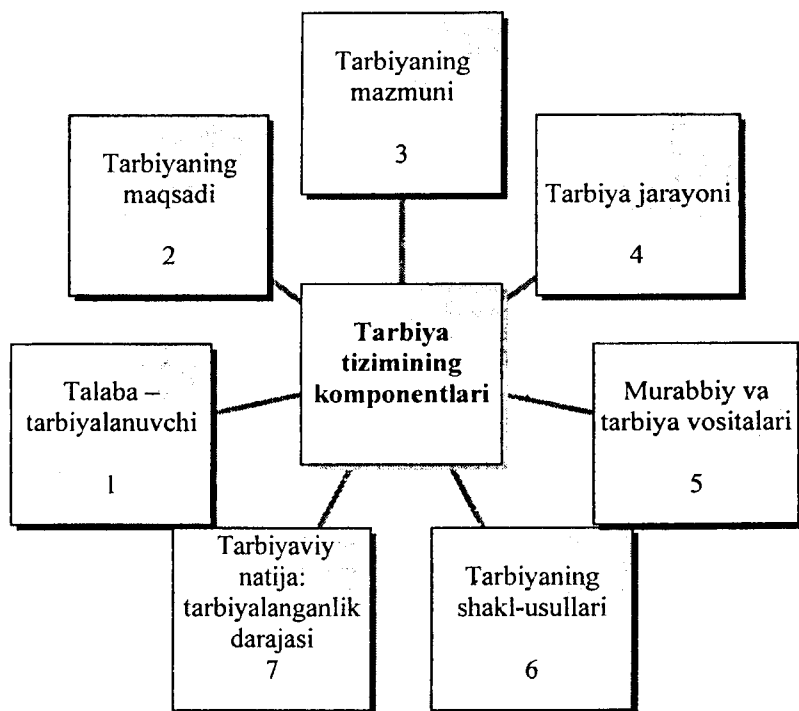 Tarbiyaning
mazmuni
3
Tarbiyaning
maqsadi
2
Tarbiya jarayoni
4
Tarbiya
tizimining
komponentlari
Talaba –
tarbiyalanuvchi
1
Murabbiy va
tarbiya vositalari
5
Tarbiyaviy
natija:
tarbiyalanganlik
darajasi
7
Tarbiyaning
shakl-usullari
6